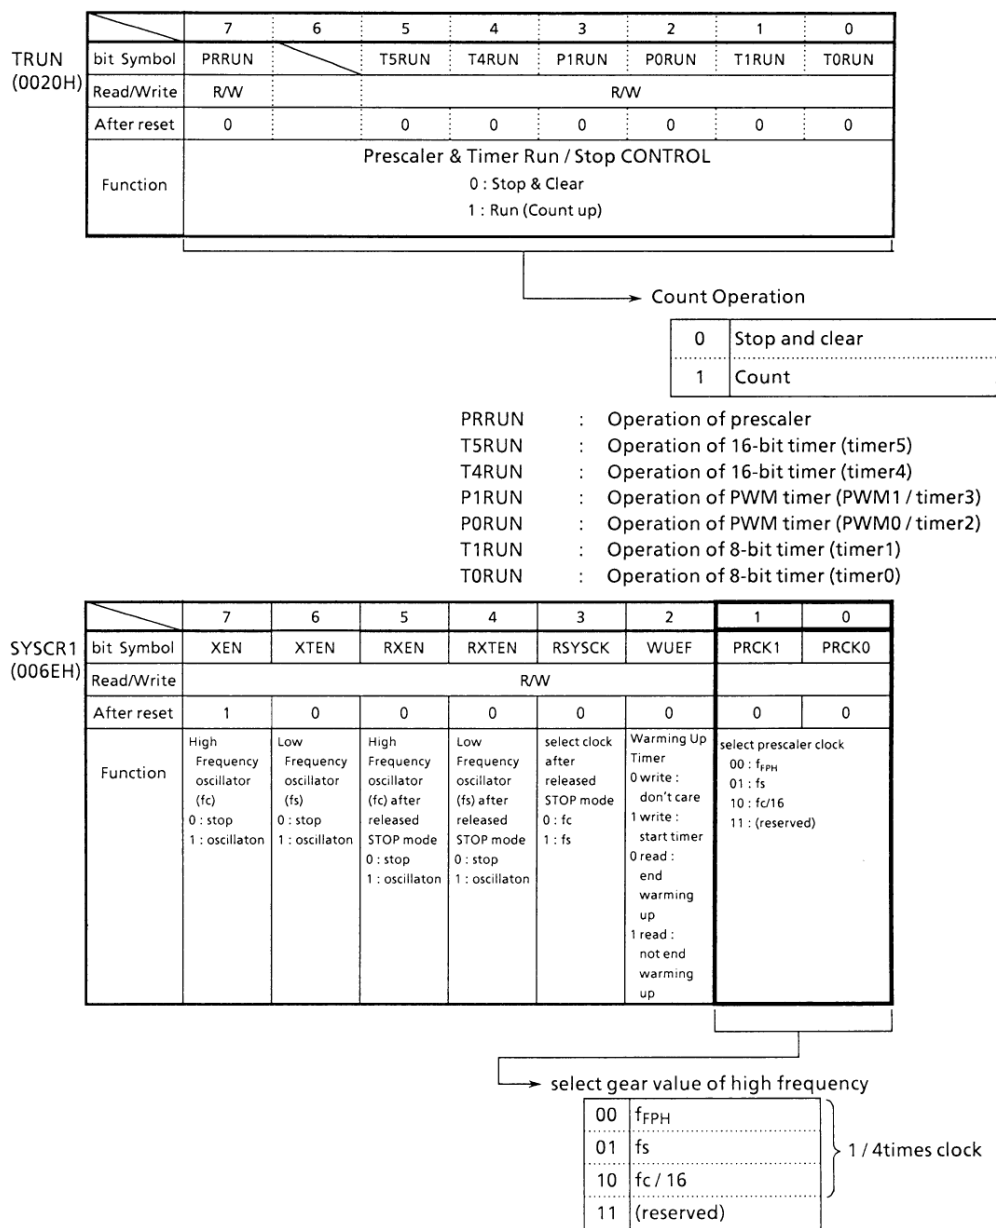 7 6 5 4 3 2 1 0
TRUN
(0020H)
bit Symbol PRRUN T5RUN T4RUN P1RUN P0RUN T1RUN T0RUN
Read/Write R/W R/W
After reset 0 0 0 0 0 0 0
Function
Prescaler & Timer Run / Stop CONTROL
0 : Stop & Clear
1 : Run (Count up)
Count Operation
0 Stop and clear
1 Count
PRRUN : Operation of prescaler
T5RUN : Operation of 16-bit timer (timer5)
T4RUN : Operation of 16-bit timer (timer4)
P1RUN : Operation of PWM timer (PWM1 / timer3)
P0RUN : Operation of PWM timer (PWM0 / timer2)
T1RUN : Operation of 8-bit timer (timer1)
T0RUN : Operation of 8-bit timer (timer0)
7 6 5 4 3 2 1 0
SYSCR1
(006EH)
bit Symbol XEN XTEN RXEN RXTEN RSYSCK WUEF PRCK1 PRCK0
Read/Write R/W
After reset 1 0 0 0 0 0 0 0
Function
High
Frequency
oscillator
(fc)
0 : stop
1 : oscillaton
Low
Frequency
oscillator
(fs)
0 : stop
1 : oscillaton
High
Frequency
oscillator
(fc) after
released
STOP mode
0 : stop
1 : oscillaton
Low
Frequency
oscillator
(fs) after
released
STOP mode
0 : stop
1 : oscillaton
select clock
after
released
STOP mode
0 : fc
1 : fs
Warming Up
Timer
0 write :
don't care
1 write :
start timer
0 read :
end
warming
up
1 read :
not end
warming
up
select prescaler clock
00 : fFPH
01 : fs
10 : fc/16
11 : (reserved)
select gear value of high frequency
00 fFPH
01 fs
10 fc / 16
11 (reserved)
1 / 4times clock